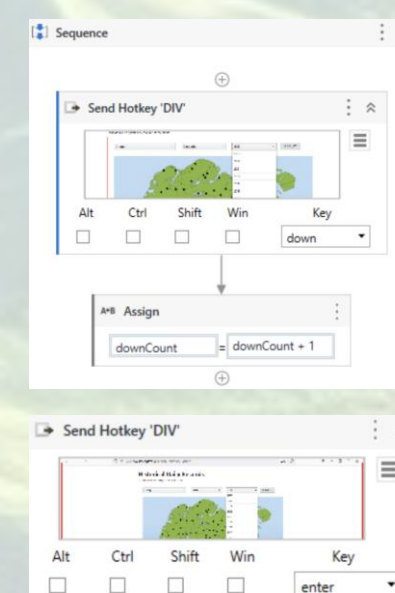 Sequence
Send Hotkey 'DIV'
Alt Ctrl Shift Win Key
down
A*B Assign
downCount = downCount + 1
Send Hotkey 'DIV'
Alt Ctrl Shift Win Key
enter